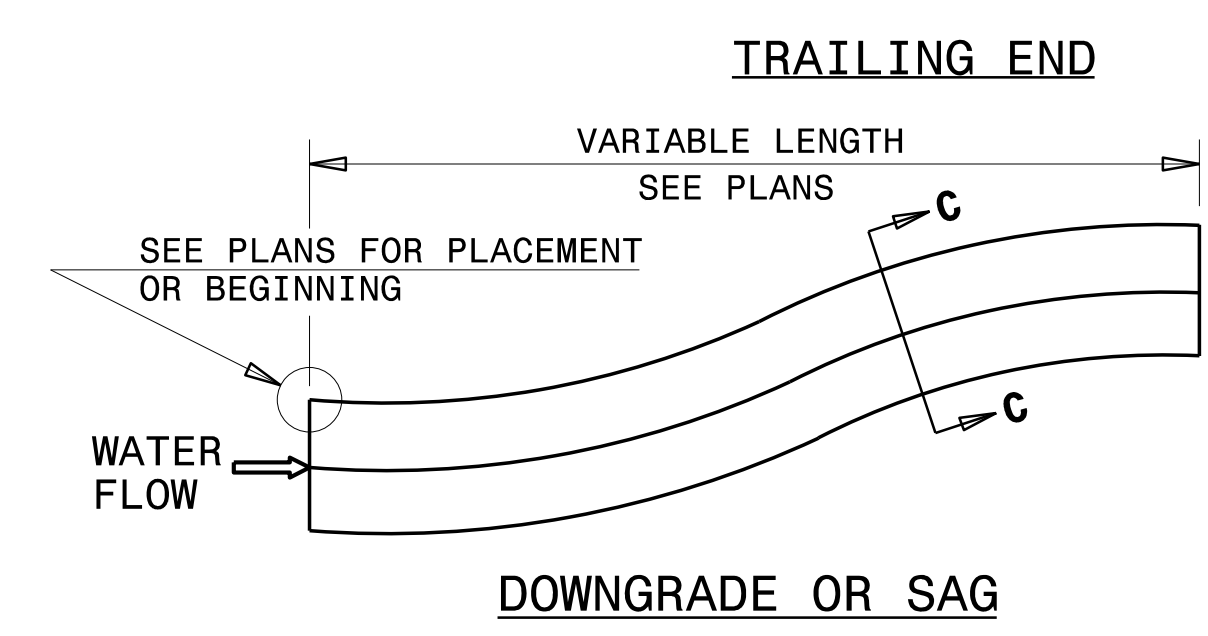 TRAILING END
VARIABLE LENGTH
SEE PLANS
C
SEE PLANS FOR PLACEMENT
OR BEGINNING
C
WATER
FLOW
DOWNGRADE OR SAG